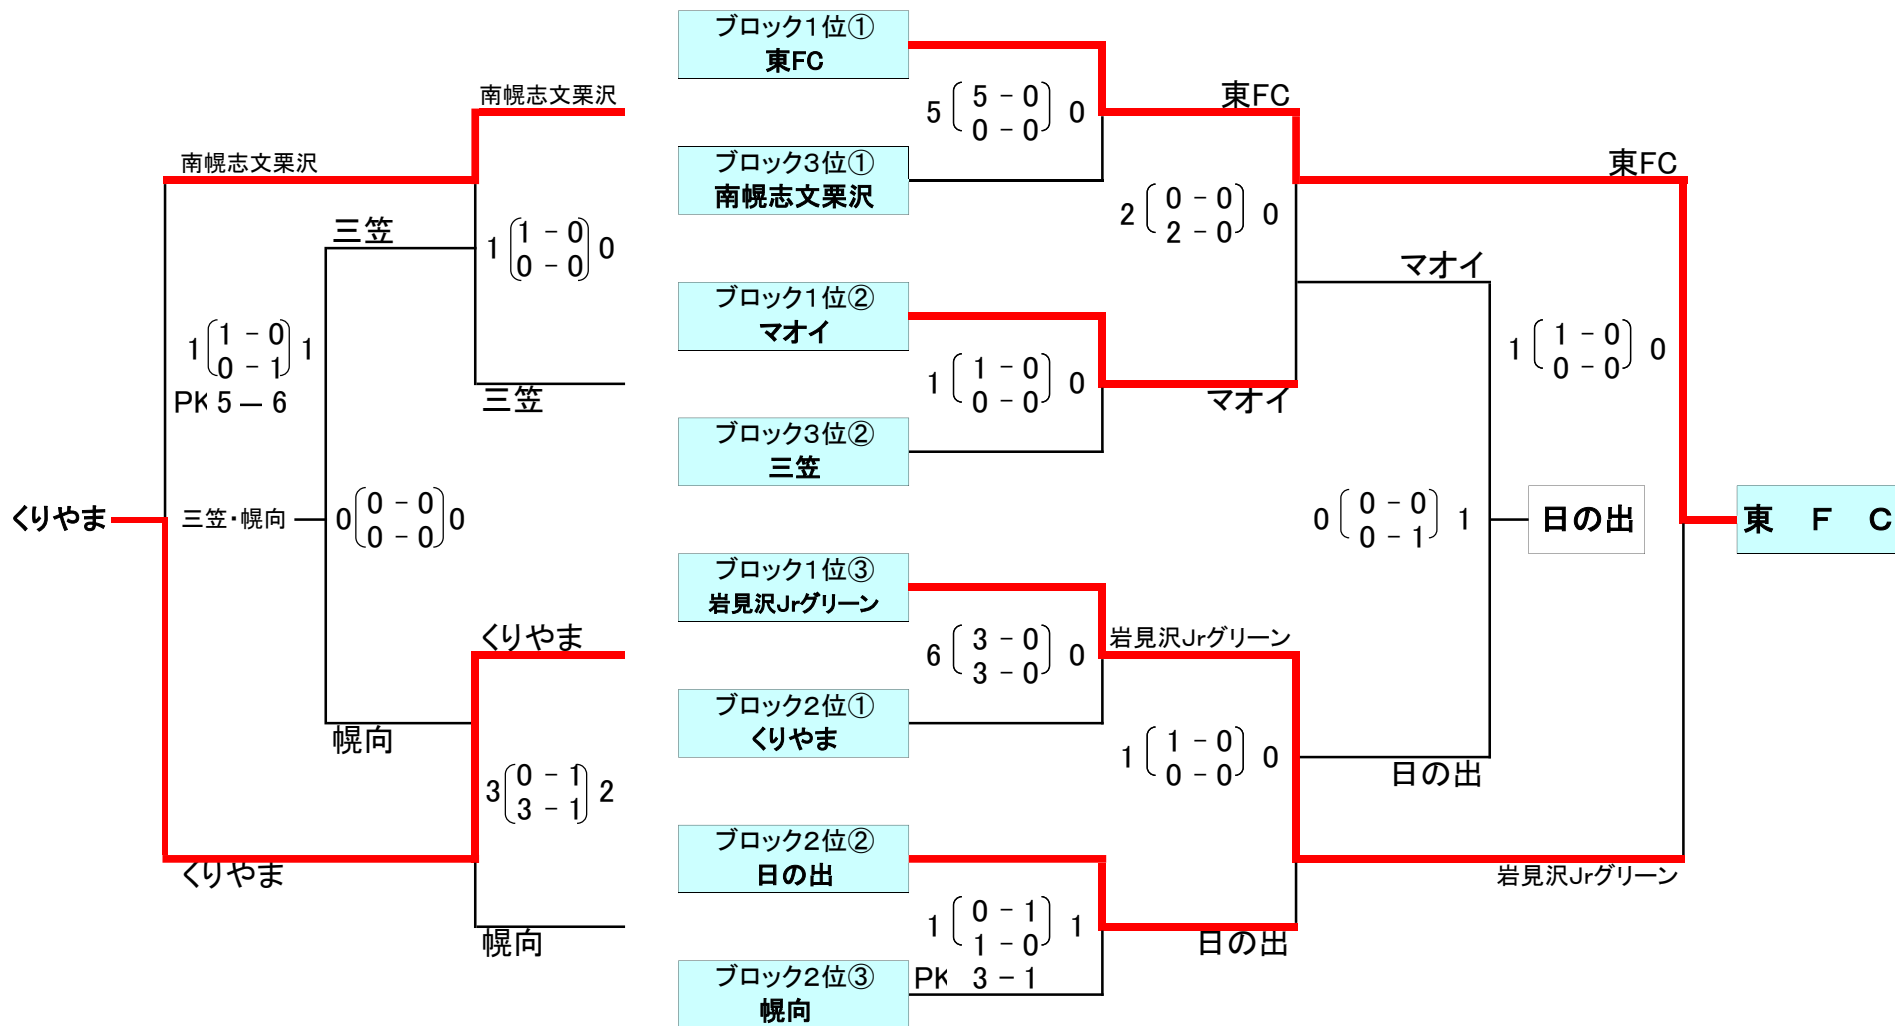 ブロック1位①
東FC
南幌志文栗沢
5 5 - 0 0
0 - 0
東FC
南幌志文栗沢
ブロック3位①
南幌志文栗沢
東FC
三笠
1 1 - 0 0
0 - 0
2 0 - 0 0
2 - 0
マオイ
ブロック1位②
マオイ
1 1 - 0 1
0 - 1
PK 5 — 6
1 1 - 0 0
0 - 0
1 1 - 0 0
0 - 0
三笠
マオイ
ブロック3位②
三笠
くりやま
三笠・幌向
0 0 - 0 0
0 - 0
0 0 - 0 1
0 - 1
日の出
東 F C
ブロック1位③
岩見沢Jrグリーン
くりやま
6 3 - 0 0
3 - 0
岩見沢Jrグリーン
ブロック2位①
くりやま
幌向
3 0 - 1 2
3 - 1
1 1 - 0 0
0 - 0
日の出
ブロック2位②
日の出
くりやま
岩見沢Jrグリーン
1 0 - 1 1
1 - 0
PK 3 - 1
幌向
日の出
ブロック2位③
幌向